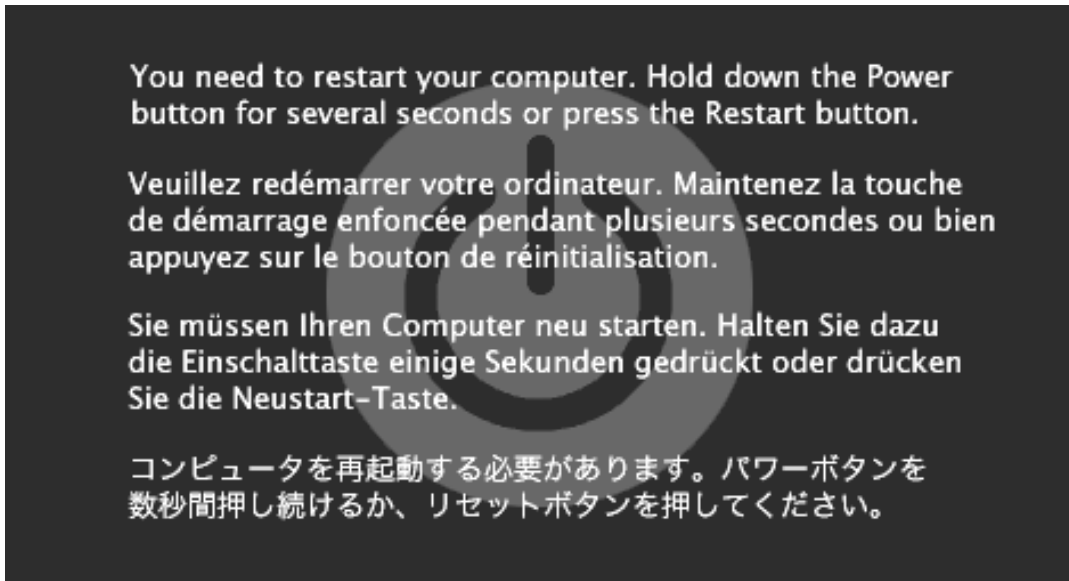 You need to restart your computer. Hold down the Power
button for several seconds or press the Restart button.
Veuillez redémarrer votre ordinateur. Maintenez la touche
de démarrage enfoncée pendant plusieurs secondes ou bien
appuyez sur le bouton de réinitialisation.
Sie müssen Ihren Computer neu starten. Halten Sie dazu
die Einschalttaste einige Sekunden gedrückt oder drücken
Sie die Neustart-Taste.
コンピュータを再起動する必要があります。パワーボタンを
数秒間押し続けるか、リセットボタンを押してください。